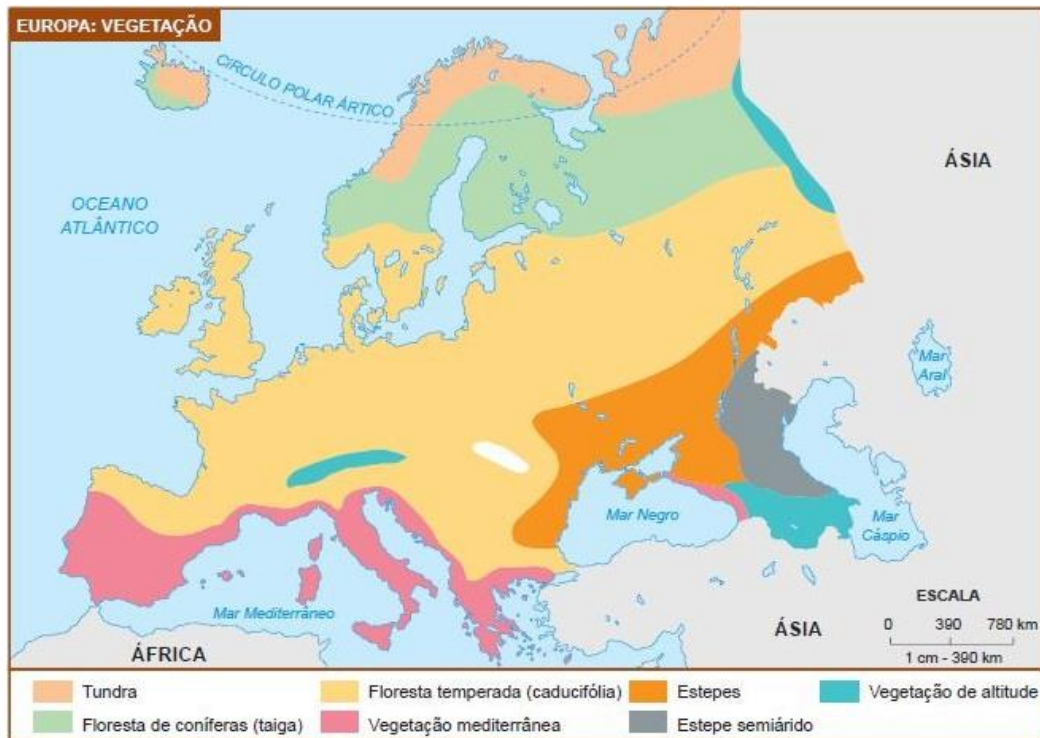 EUROPA: VEGETAÇÃO
CÍRCULO POLAR ÁRTICO
ÁSIA
OCEANO
ATLÂNTICO
Mar
Aral
Mar Negro
Mar
Cáspio
Mar Mediterrâneo
ESCALA
ÁSIA
0 390 780 km
ÁFRICA
1 cm - 390 km
Tundra
Floresta temperada (caducifólia)
Estepes
Vegetação de altitude
Floresta de coníferas (taiga)
Vegetação mediterrânea
Estepe semiárido